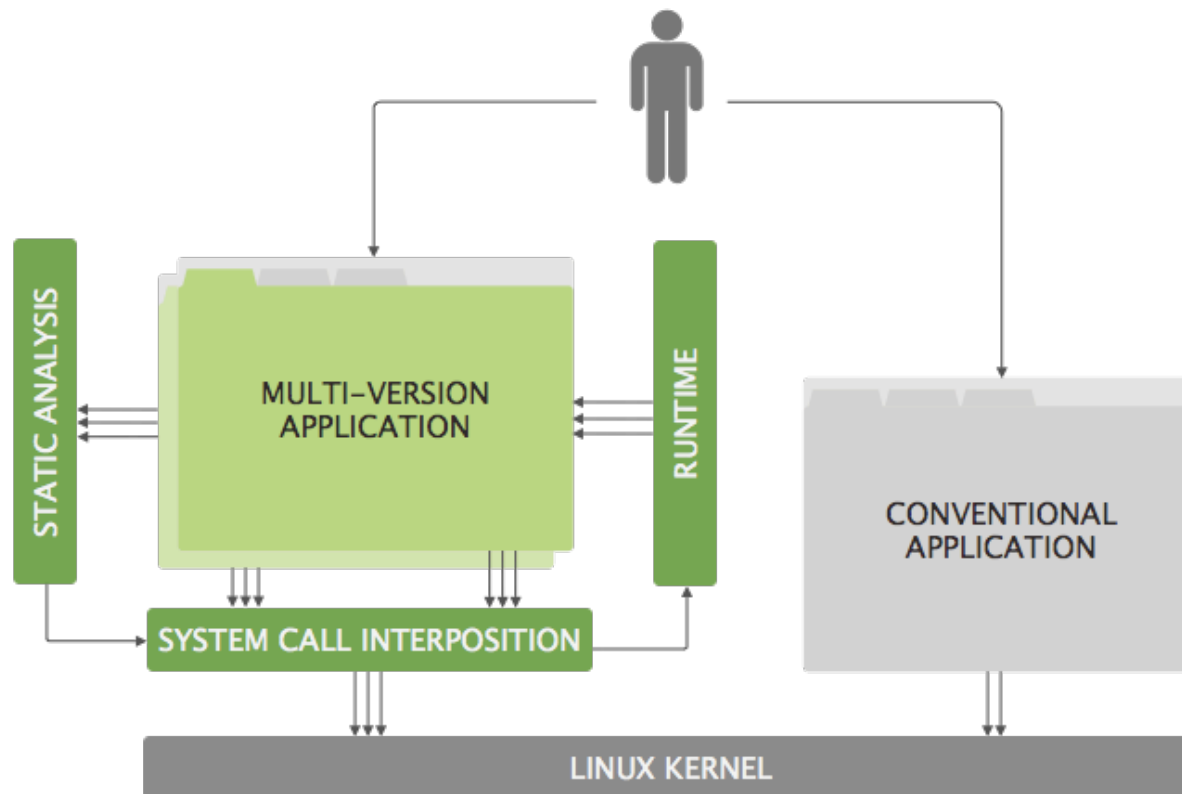 STATIC ANALYSIS
MULTI-VERSION
APPLICATION
RUNTIME
CONVENTIONAL
APPLICATION
SYSTEM CALL INTERPOSITION
LINUX KERNEL